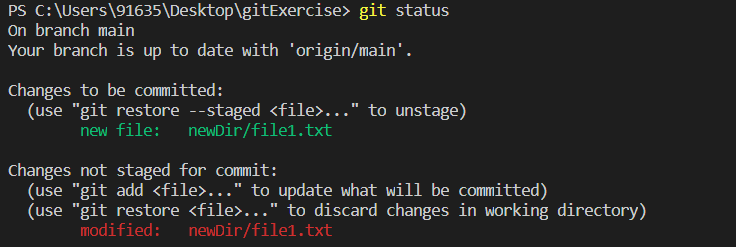 PS C:\Users\91635\Desktop\gitExercise> git status
On branch main
Your branch is up to date with 'origin/main'.
Changes to be committed:
(use "git restore --staged <file>..." to unstage)
new file: newDir/file1.txt
Changes not staged for commit:
(use "git add <file>..." to update what will be committed)
(use "git restore <file>..." to discard changes in working directory)
modified: newDir/file1.txt